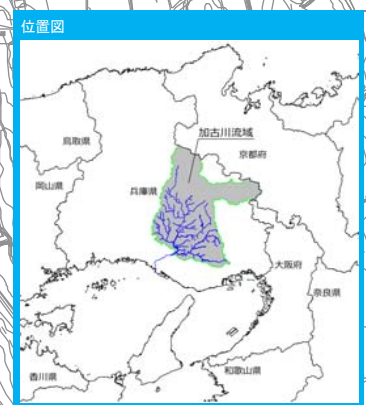 位置図
加古川流域
鳥取県
京都府
岡山県
兵庫県
大阪府
奈良県
和歌山県
香川県